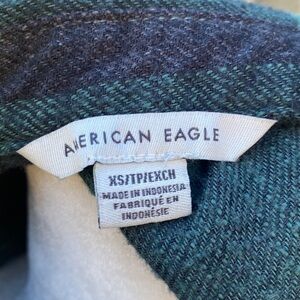 AMERICAN EAGLE
XS/TP/EXCH
MADE IN INDONESIA
FABRIQUÉ EN
INDONÉSIE